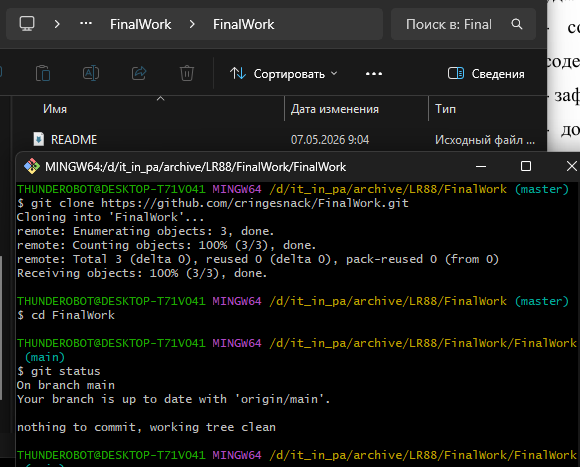 FinalWork
FinalWork
Поиск в: Final
Сортировать
Сведения
Имя
Дата изменения
Тип
README
07.05.2026 9:04
Исходный файл ...
со
соде
- заф
- до
MINGW64:/d/it_in_pa/archive/LR88/FinalWork/FinalWork
THUNDEROBOT@DESKTOP-T71VO41 MINGW64 /d/it_in_pa/archive/LR88/FinalWork (master)
$ git clone https://github.com/cringesnack/FinalWork.git
Cloning into 'FinalWork'...
remote: Enumerating objects: 3, done.
remote: Counting objects: 100% (3/3), done.
remote: Total 3 (delta 0), reused 0 (delta 0), pack-reused 0 (from 0)
Receiving objects: 100% (3/3), done.
THUNDEROBOT@DESKTOP-T71VO41 MINGW64 /d/it_in_pa/archive/LR88/FinalWork (master)
$ cd FinalWork
THUNDEROBOT@DESKTOP-T71VO41 MINGW64 /d/it_in_pa/archive/LR88/FinalWork/FinalWork
(main)
$ git status
On branch main
Your branch is up to date with 'origin/main'.
nothing to commit, working tree clean
THUNDEROBOT@DESKTOP-T71VO41 MINGW64 /d/it_in_pa/archive/LR88/FinalWork/FinalWork